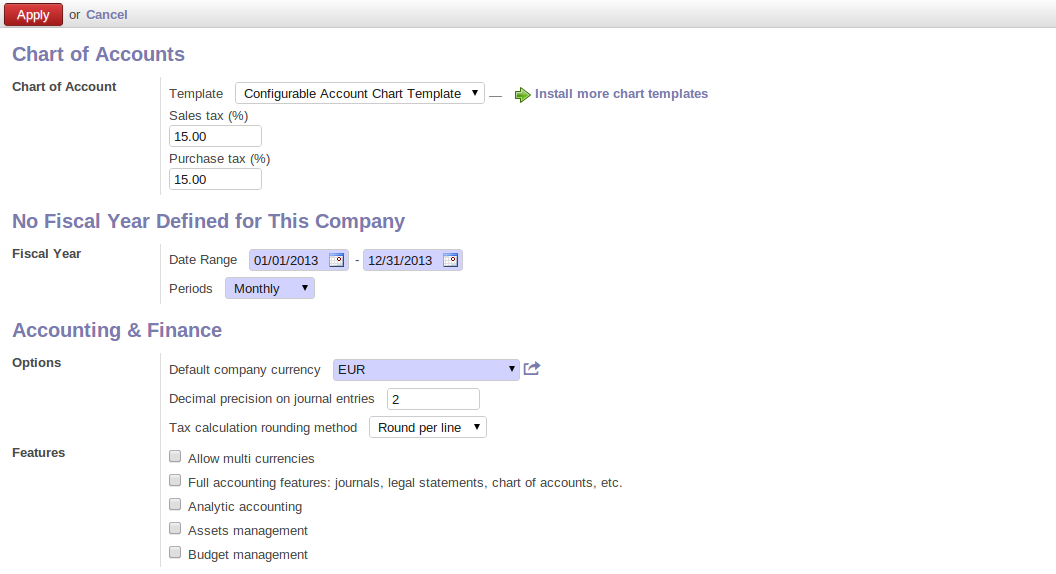 Apply or Cancel
Chart of Accounts
Chart of Account
Template Configurable Account Chart Template — Install more chart templates
Sales tax (%)
15.00
Purchase tax (%)
15.00
No Fiscal Year Defined for This Company
Fiscal Year
Date Range 01/01/2013 - 12/31/2013
Periods Monthly
Accounting & Finance
Options
Default company currency EUR
Decimal precision on journal entries 2
Tax calculation rounding method Round per line
Features
Allow multi currencies
Full accounting features: journals, legal statements, chart of accounts, etc.
Analytic accounting
Assets management
Budget management